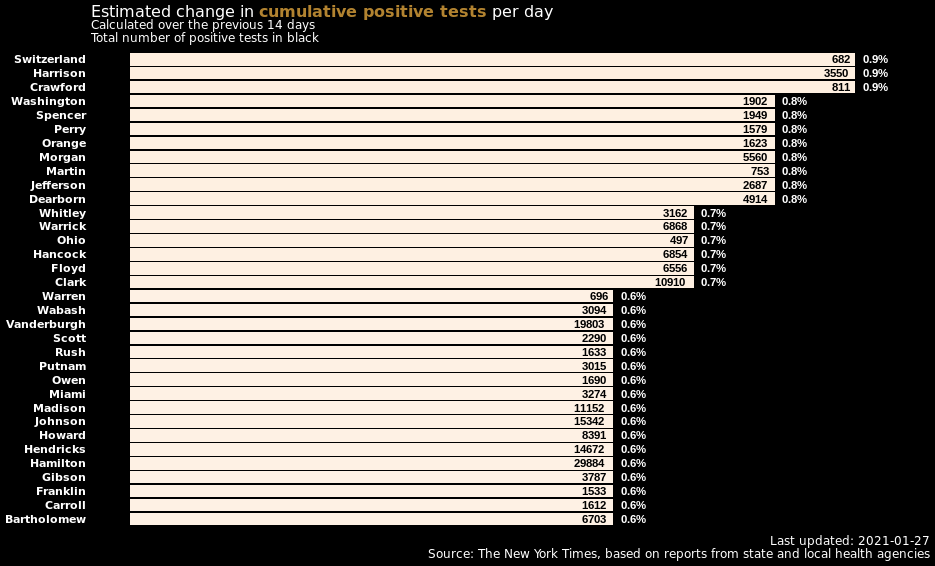 Estimated change in cumulative positive tests per day
Calculated over the previous 14 days
Total number of positive tests in black
Switzerland 682 0.9%
Harrison 3550 0.9%
Crawford 811 0.9%
Washington 1902 0.8%
Spencer 1949 0.8%
Perry 1579 0.8%
Orange 1623 0.8%
Morgan 5560 0.8%
Martin 753 0.8%
Jefferson 2687 0.8%
Dearborn 4914 0.8%
Whitley 3162 0.7%
Warrick 6868 0.7%
Ohio 497 0.7%
Hancock 6854 0.7%
Floyd 6556 0.7%
Clark 10910 0.7%
Warren 696 0.6%
Wabash 3094 0.6%
Vanderburgh 19803 0.6%
Scott 2290 0.6%
Rush 1633 0.6%
Putnam 3015 0.6%
Owen 1690 0.6%
Miami 3274 0.6%
Madison 11152 0.6%
Johnson 15342 0.6%
Howard 8391 0.6%
Hendricks 14672 0.6%
Hamilton 29884 0.6%
Gibson 3787 0.6%
Franklin 1533 0.6%
Carroll 1612 0.6%
Bartholomew 6703 0.6%
Last updated: 2021-01-27
Source: The New York Times, based on reports from state and local health agencies